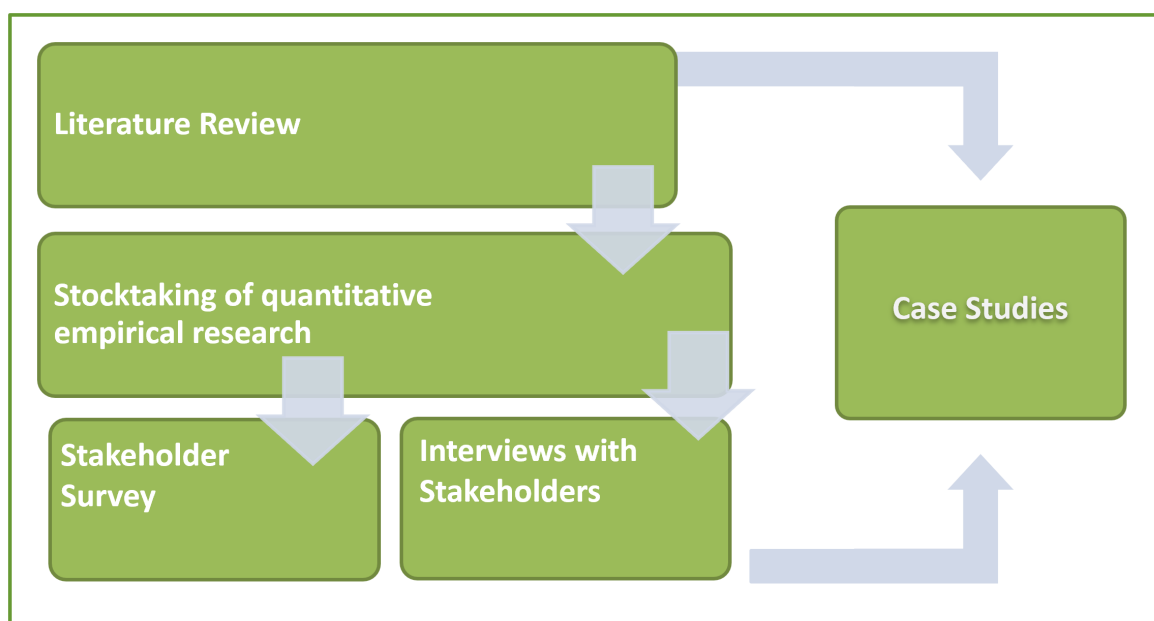 Literature Review
Stocktaking of quantitative
empirical research
Case Studies
Stakeholder
Survey
Interviews with
Stakeholders